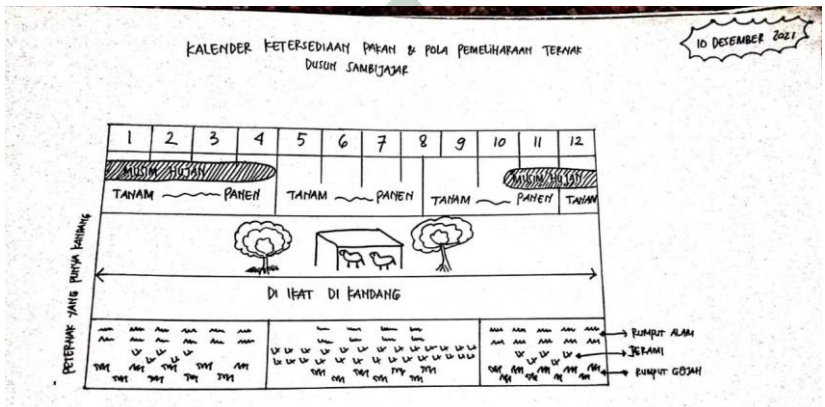 KALENDER KETERSEDIAAN PAKAN & POLA PEMELIHARAAN TERNAK
DUSUN SAMBIJAJAR
10 DESEMBER 2021
1 2 3 4 5 6 7 8 9 10 11 12
MUSIM HUJAN MUSIM HUJAN
TANAM PANEN TANAM PANEN TANAM PANEN TANAM
PETERNAK YANG PUNYA KANDANG
DI IKAT DI KANDANG
RUMPUT ALAM
JERAMI
RUMPUT GAJAH